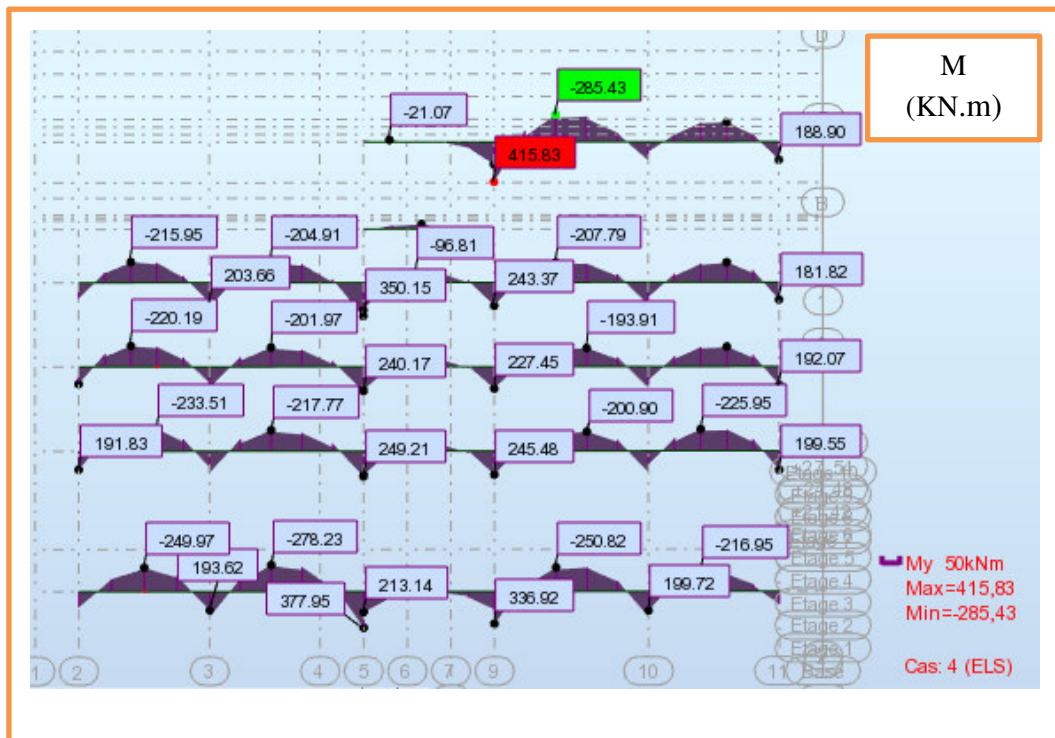 D
M
(KN.m)
-285.43
-21.07
415.83
188.90
B
-215.95
-204.91
-96.81
-207.79
203.66
350.15
243.37
181.82
1
-220.19
-201.97
-193.91
240.17
227.45
192.07
-233.51
-217.77
-200.90
-225.95
191.83
249.21
245.48
199.55
Etage 10
-249.97
-278.23
-250.82
-216.95
193.62
377.95
213.14
336.92
199.72
Etage 6
Etage 5
Etage 4
Etage 3
Etage 2
Etage 1
Base
My 50kNm
Max=415,83
Min=-285,43
Cas: 4 (ELS)
1 2 3 4 5 6 7 9 10 11